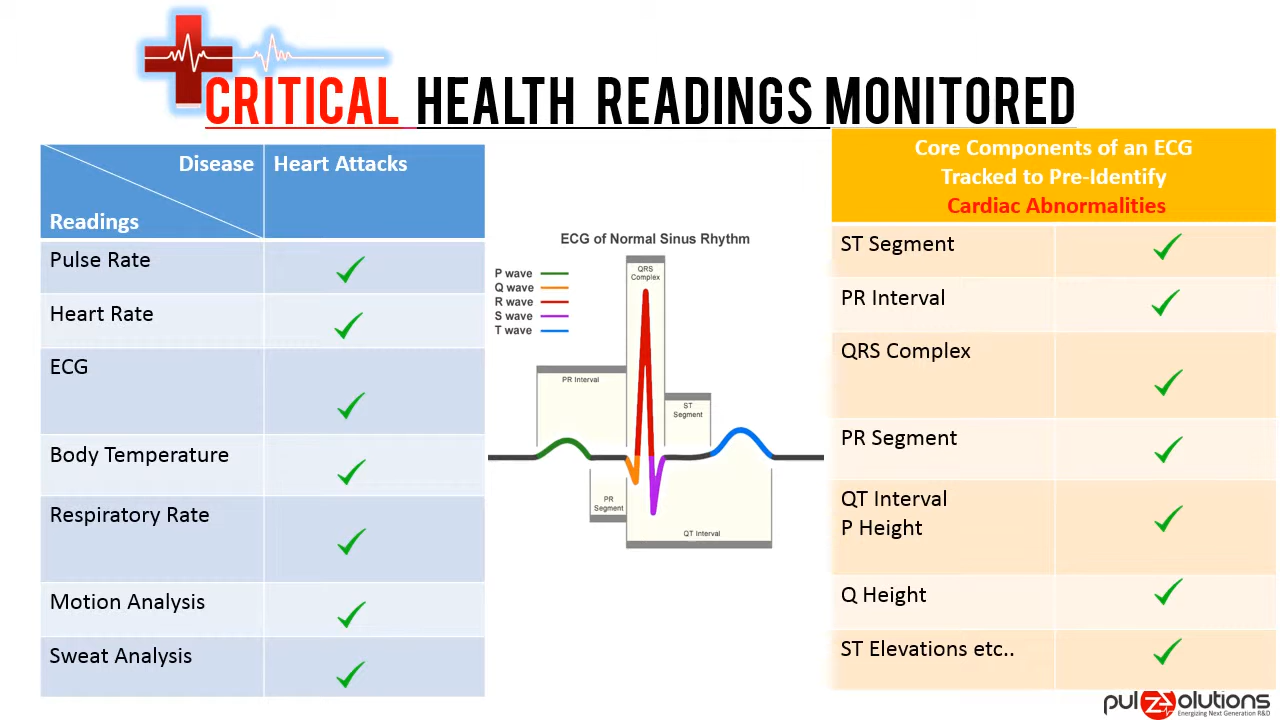 CRITICAL HEALTH READINGS MONITORED
Disease
Readings
Heart Attacks
Pulse Rate
Heart Rate
ECG
Body Temperature
Respiratory Rate
Motion Analysis
Sweat Analysis
ECG of Normal Sinus Rhythm
P wave
Q wave
R wave
S wave
T wave
QRS
Complex
PR Interval
ST
Segment
PR
Segment
QT Interval
Core Components of an ECG
Tracked to Pre-Identify
Cardiac Abnormalities
ST Segment
PR Interval
QRS Complex
PR Segment
QT Interval
P Height
Q Height
ST Elevations etc..
pulZolutions
Energizing Next Generation R&D